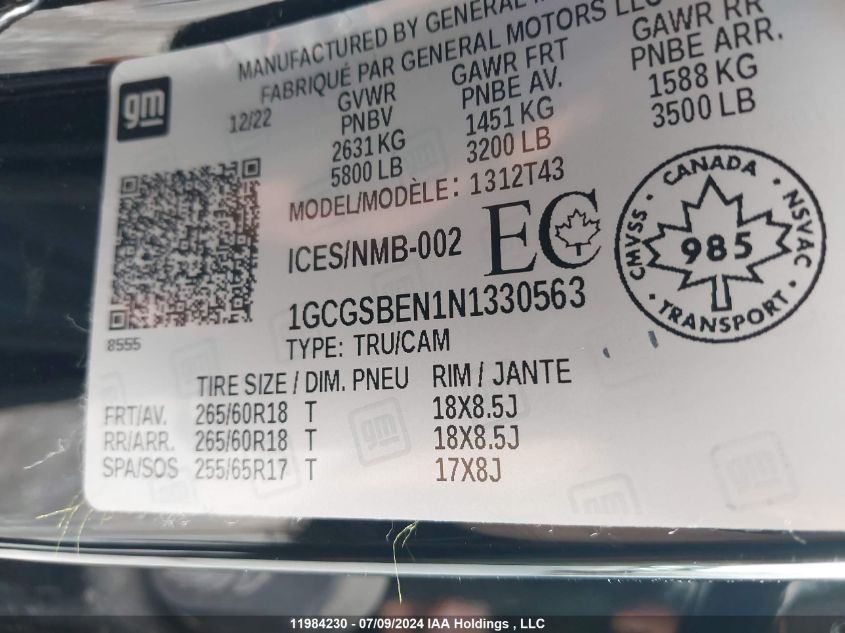 MANUFACTURED BY GENERAL
FABRIQUÉ PAR GENERAL MOTORS LLC
gm
12/22
GVWR
PNBV
2631 KG
5800 LB
GAWR FRT
PNBE AV.
1451 KG
3200 LB
GAWR RR
PNBE ARR.
1588 KG
3500 LB
MODEL/MODÈLE: 1312T43
ICES/NMB-002
EC
CANADA
CMVSS
NSVAC
985
TRANSPORT
1GCGSBEN1N1330563
8555
TYPE: TRU/CAM
TIRE SIZE / DIM. PNEU RIM / JANTE
FRT/AV. 265/60R18 T 18X8.5J
RR/ARR. 265/60R18 T 18X8.5J
SPA/SOS 255/65R17 T 17X8J
gm
11984230 - 07/09/2024 IAA Holdings , LLC